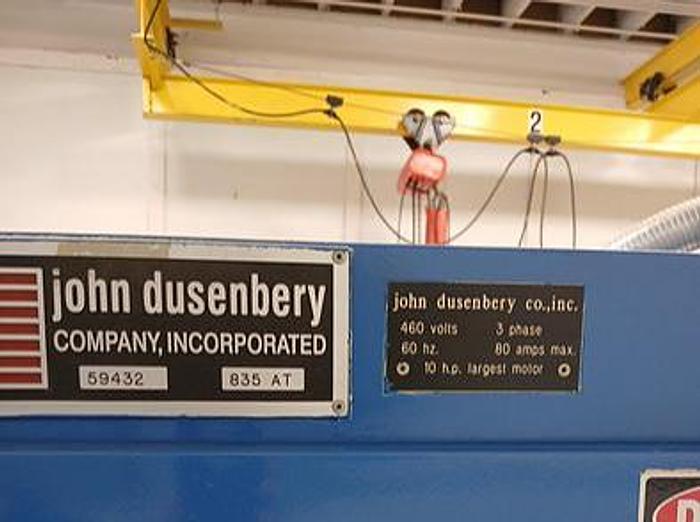 2
john dusenbery
COMPANY, INCORPORATED
59432 835 AT
john dusenbery co.,inc.
460 volts 3 phase
60 hz. 80 amps max.
10 h.p. largest motor